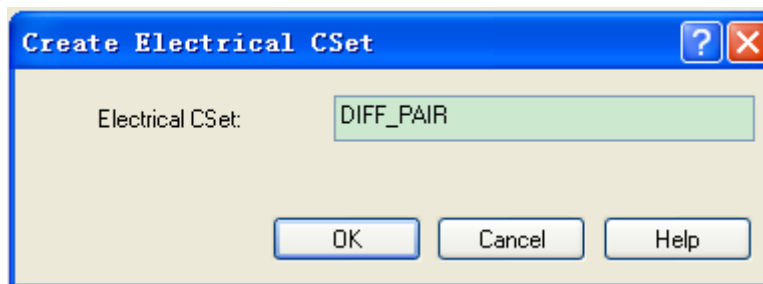 Create Electrical CSet
Electrical CSet: DIFF_PAIR
OK Cancel Help